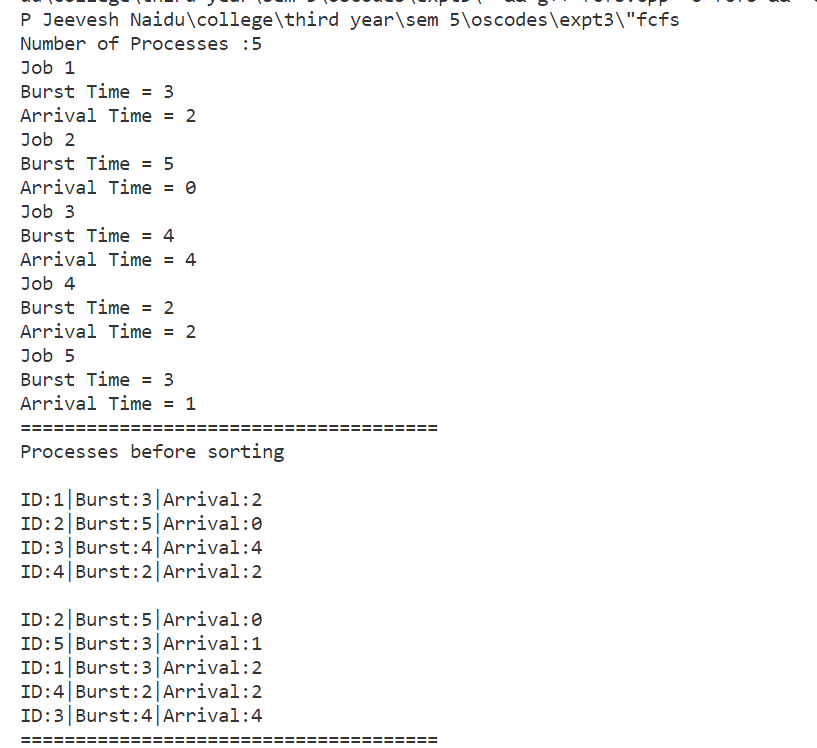 P Jeevesh Naidu\college\third year\sem 5\oscodes\expt3\"fcfs
Number of Processes :5
Job 1
Burst Time = 3
Arrival Time = 2
Job 2
Burst Time = 5
Arrival Time = 0
Job 3
Burst Time = 4
Arrival Time = 4
Job 4
Burst Time = 2
Arrival Time = 2
Job 5
Burst Time = 3
Arrival Time = 1
======================================
Processes before sorting
ID:1|Burst:3|Arrival:2
ID:2|Burst:5|Arrival:0
ID:3|Burst:4|Arrival:4
ID:4|Burst:2|Arrival:2
ID:2|Burst:5|Arrival:0
ID:5|Burst:3|Arrival:1
ID:1|Burst:3|Arrival:2
ID:4|Burst:2|Arrival:2
ID:3|Burst:4|Arrival:4
======================================